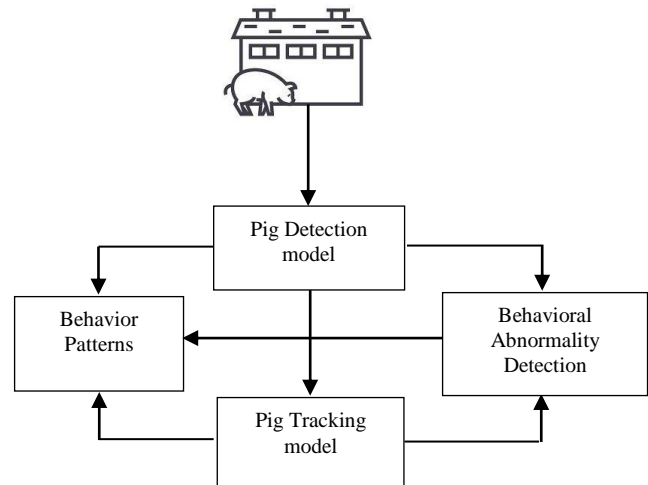 Pig Detection
model
Behavior
Patterns
Behavioral
Abnormality
Detection
Pig Tracking
model